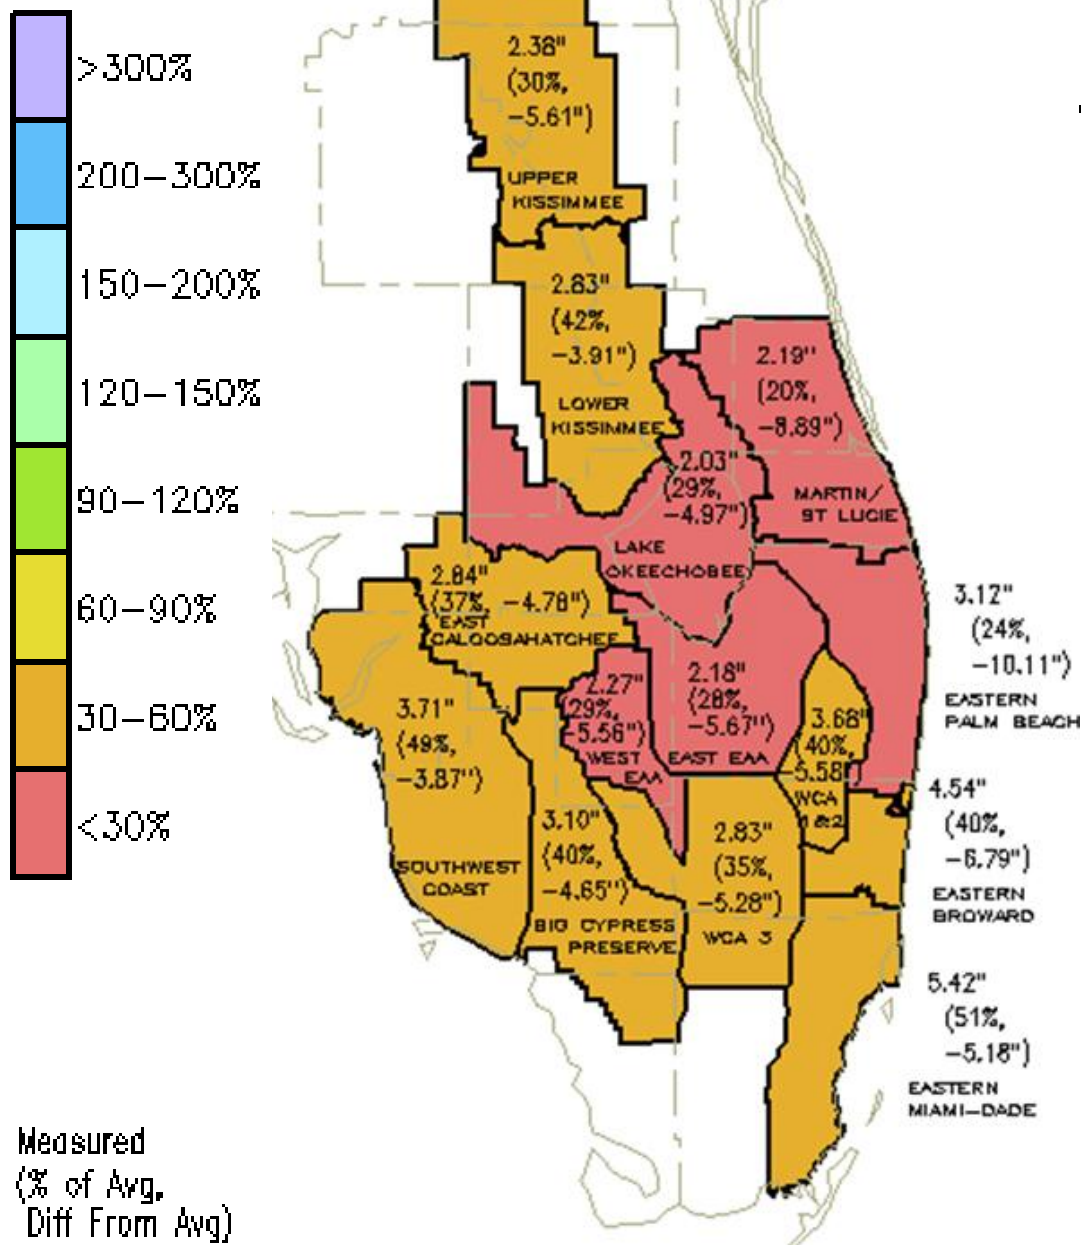 >300%
200-300%
150-200%
120-150%
90-120%
60-90%
30-60%
<30%
Measured
(% of Avg,
Diff From Avg)
2.38"
(30%,
-5.61")
UPPER
KISSIMMEE
2.83"
(42%,
-3.91")
LOWER
KISSIMMEE
2.19"
(20%,
-8.89")
MARTIN/
ST LUCIE
2.03"
(29%,
-4.97")
LAKE
OKEECHOBEE
2.84"
(37%, -4.78")
EAST
CALOOSAHATCHEE
3.12"
(24%,
-10.11")
EASTERN
PALM BEACH
2.27"
(29%,
-5.56")
WEST
EAA
2.18"
(28%,
-5.67")
EAST EAA
3.71"
(49%,
-3.87")
SOUTHWEST
COAST
3.68"
(40%,
-5.58"
WCA
1&2
3.10"
(40%,
-4.65")
BIG CYPRESS
PRESERVE
2.83"
(35%,
-5.28")
WCA 3
4.54"
(40%,
-6.79")
EASTERN
BROWARD
5.42"
(51%,
-5.18")
EASTERN
MIAMI-DADE